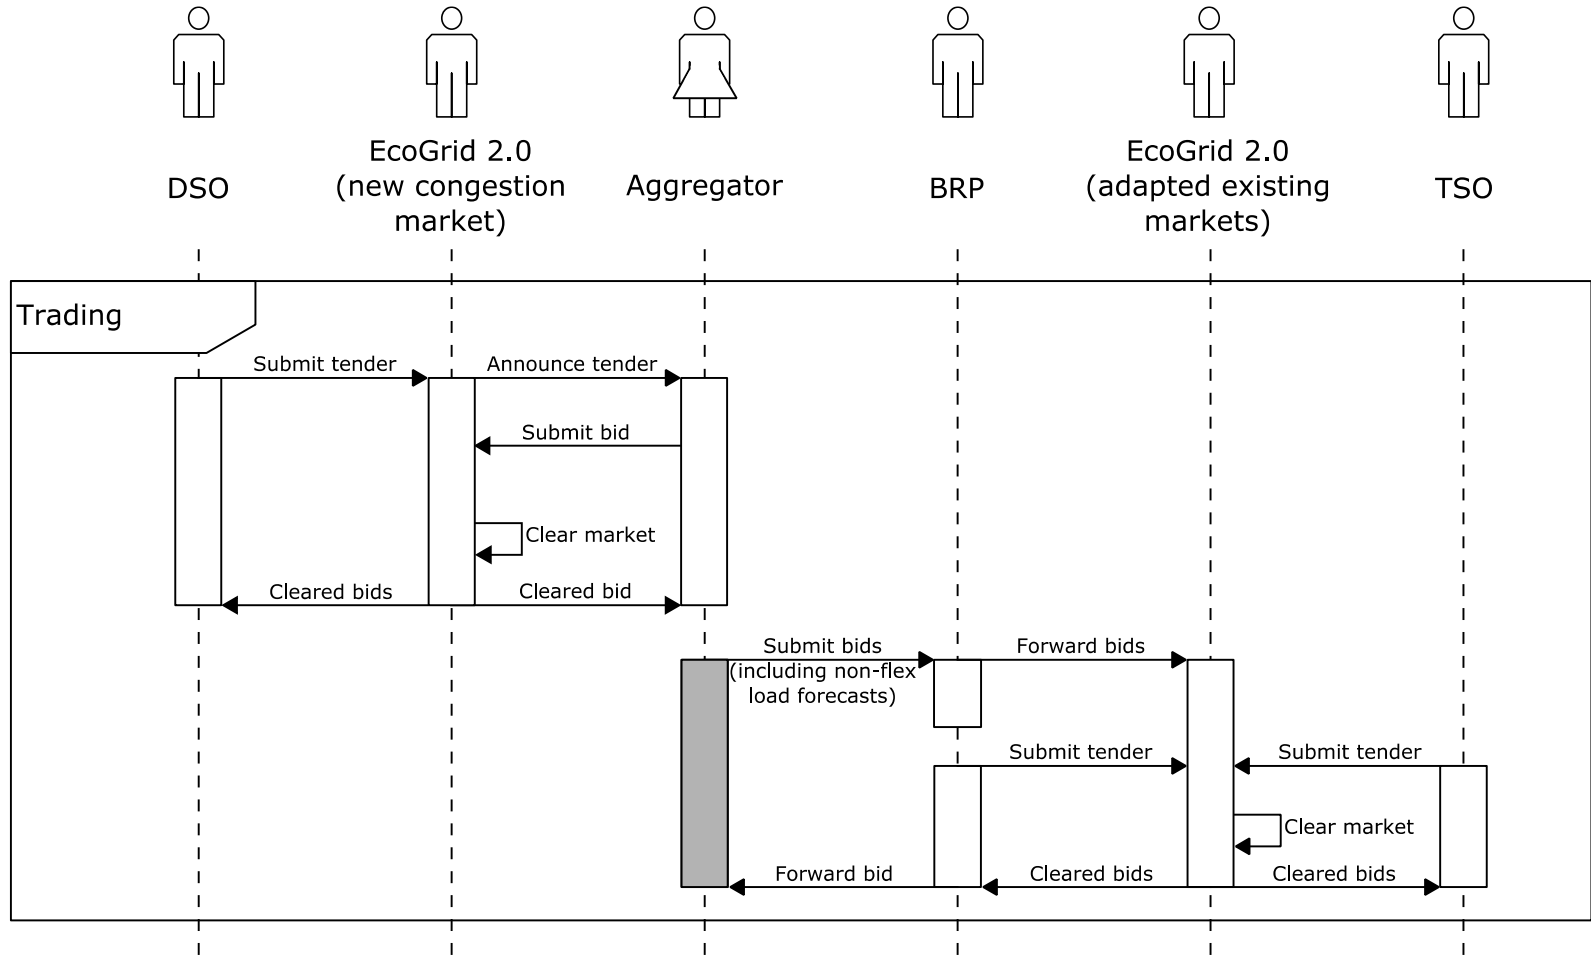 DSO
EcoGrid 2.0
(new congestion
market)
Aggregator
BRP
EcoGrid 2.0
(adapted existing
markets)
TSO
Trading
Submit tender
Announce tender
Submit bid
Clear market
Cleared bids
Cleared bid
Submit bids
(including non-flex
load forecasts)
Forward bids
Submit tender
Submit tender
Clear market
Forward bid
Cleared bids
Cleared bids